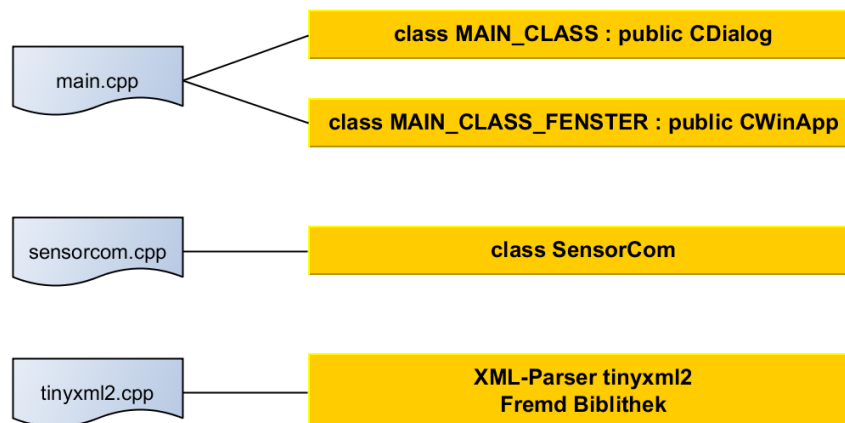 main.cpp
class MAIN_CLASS : public CDialog
class MAIN_CLASS_FENSTER : public CWinApp
sensorcom.cpp
class SensorCom
tinyxml2.cpp
XML-Parser tinyxml2
Fremd Biblithek